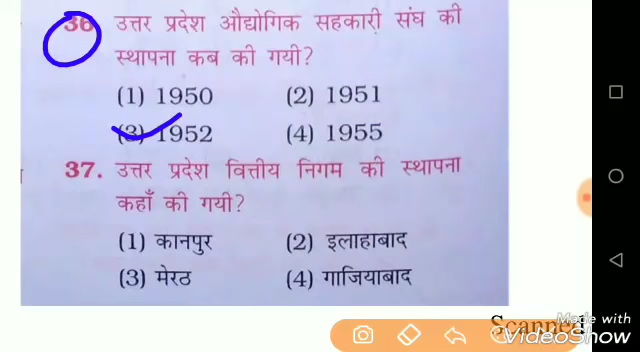 36 उत्तर प्रदेश औद्योगिक सहकारी संघ की
स्थापना कब की गयी?
(1) 1950 (2) 1951
(3) 1952 (4) 1955
37. उत्तर प्रदेश वित्तीय निगम की स्थापना
कहाँ की गयी?
(1) कानपुर (2) इलाहाबाद
(3) मेरठ (4) गाजियाबाद
Scanned
Made with
VideoShow